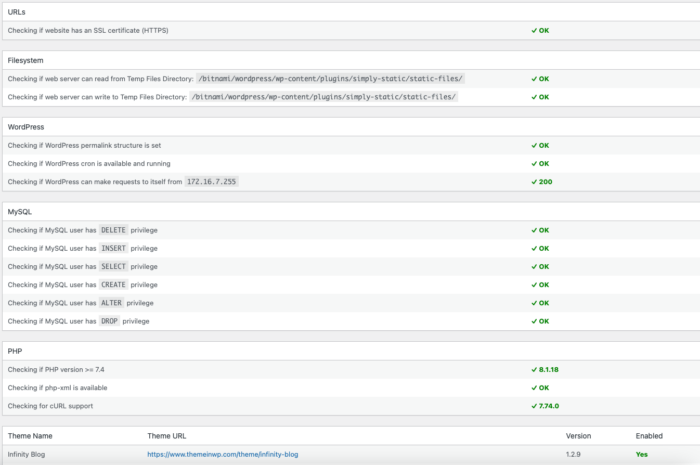 URLs
Checking if website has an SSL certificate (HTTPS) ✓ OK
Filesystem
Checking if web server can read from Temp Files Directory: /bitnami/wordpress/wp-content/plugins/simply-static/static-files/ ✓ OK
Checking if web server can write to Temp Files Directory: /bitnami/wordpress/wp-content/plugins/simply-static/static-files/ ✓ OK
WordPress
Checking if WordPress permalink structure is set ✓ OK
Checking if WordPress cron is available and running ✓ OK
Checking if WordPress can make requests to itself from 172.16.7.255 ✓ 200
MySQL
Checking if MySQL user has DELETE privilege ✓ OK
Checking if MySQL user has INSERT privilege ✓ OK
Checking if MySQL user has SELECT privilege ✓ OK
Checking if MySQL user has CREATE privilege ✓ OK
Checking if MySQL user has ALTER privilege ✓ OK
Checking if MySQL user has DROP privilege ✓ OK
PHP
Checking if PHP version >= 7.4 ✓ 8.1.18
Checking if php-xml is available ✓ OK
Checking for cURL support ✓ 7.74.0
Theme Name Theme URL Version Enabled
Infinity Blog https://www.themeinwp.com/theme/infinity-blog 1.2.9 Yes